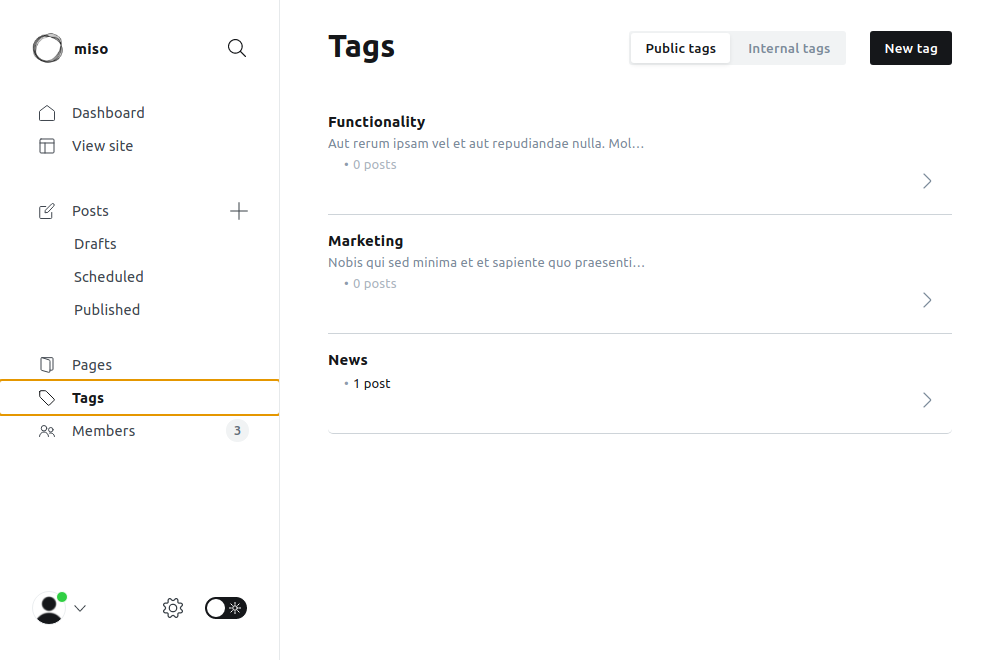 miso
Dashboard
View site
Posts
Drafts
Scheduled
Published
Pages
Tags
Members 3
Tags
Public tags Internal tags New tag
Functionality
Aut rerum ipsam vel et aut repudiandae nulla. Mol…
• 0 posts
Marketing
Nobis qui sed minima et et sapiente quo praesenti…
• 0 posts
News
• 1 post